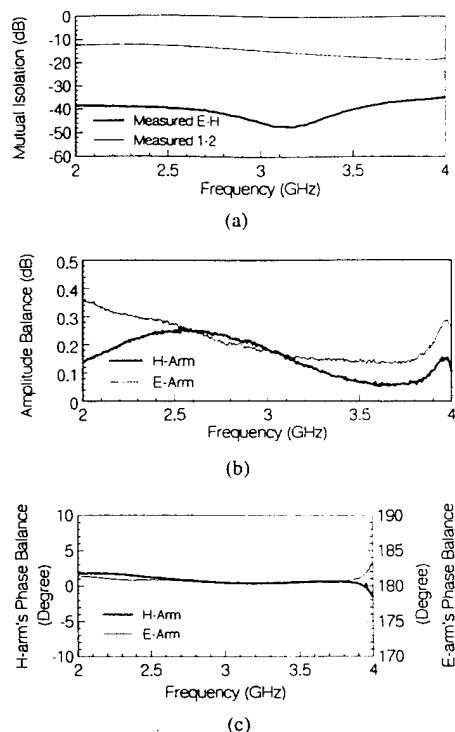 Mutual Isolation (dB)
0
-10
-20
-30
-40
-50
-60
Measured E-H
Measured 1-2
2 2.5 3 3.5 4
Frequency (GHz)
(a)
Amplitude Balance (dB)
0.5
0.4
0.3
0.2
0.1
0
H-Arm
E-Arm
2 2.5 3 3.5 4
Frequency (GHz)
(b)
H-arm's Phase Balance
(Degree)
10
5
0
-5
-10
H-Arm
E-Arm
190
185
180
175
170
E-arm's Phase Balance
(Degree)
2 2.5 3 3.5 4
Frequency (GHz)
(c)